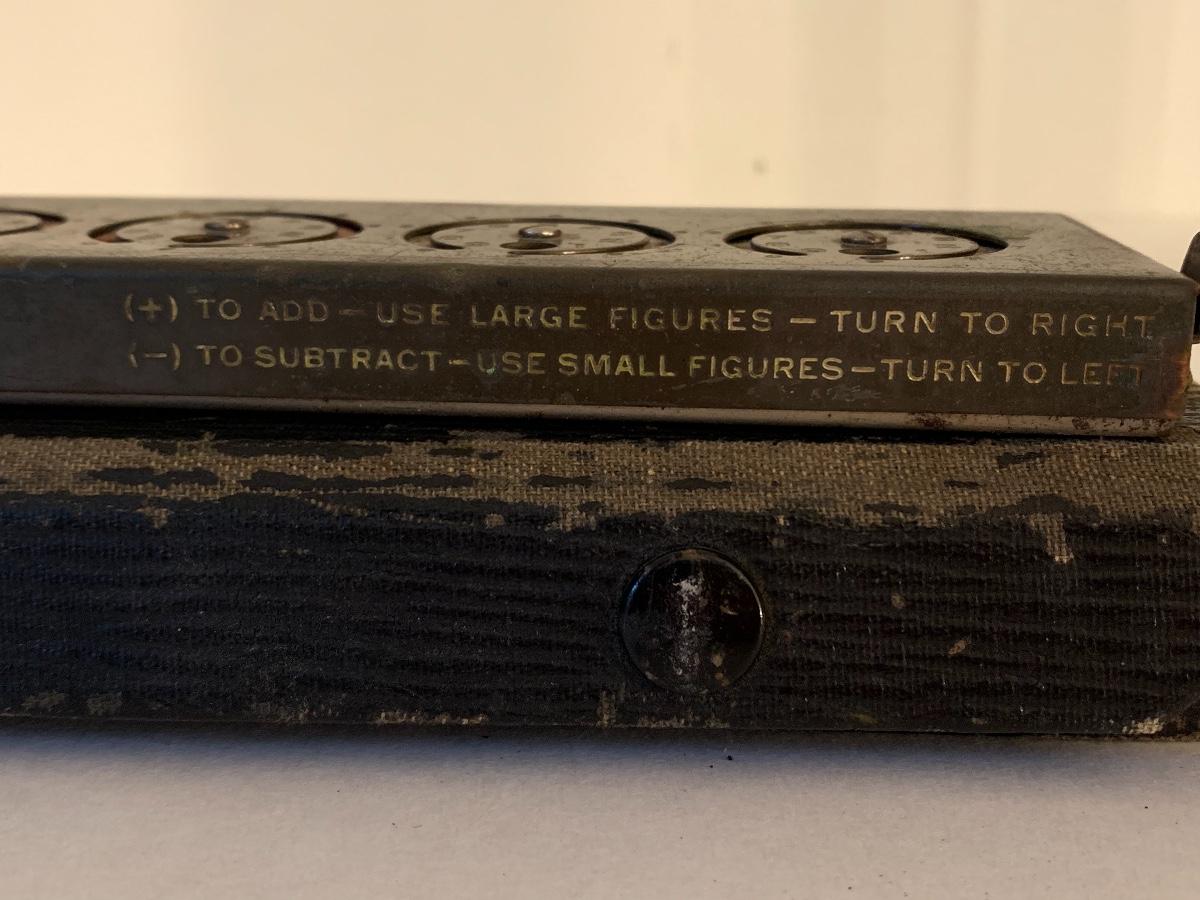 (+) TO ADD – USE LARGE FIGURES – TURN TO RIGHT
(–) TO SUBTRACT – USE SMALL FIGURES – TURN TO LEFT